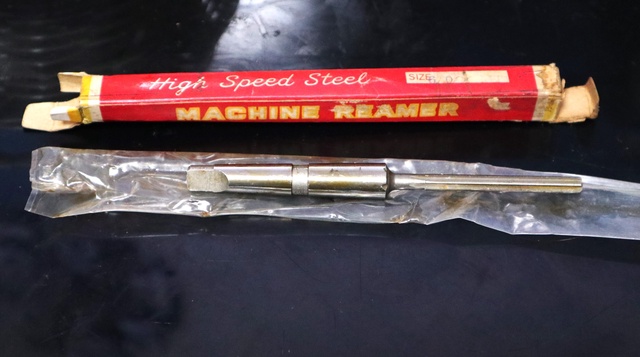 High Speed Steel
SIZE
MACHINE REAMER